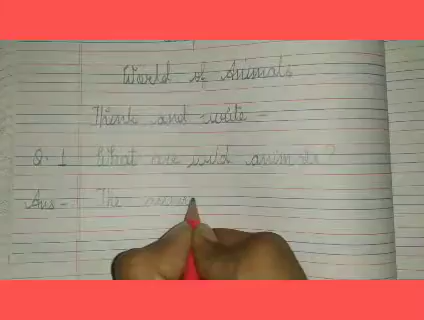 World of Animals
Think and write -
Q. 1 What are wild animals?
Ans - The